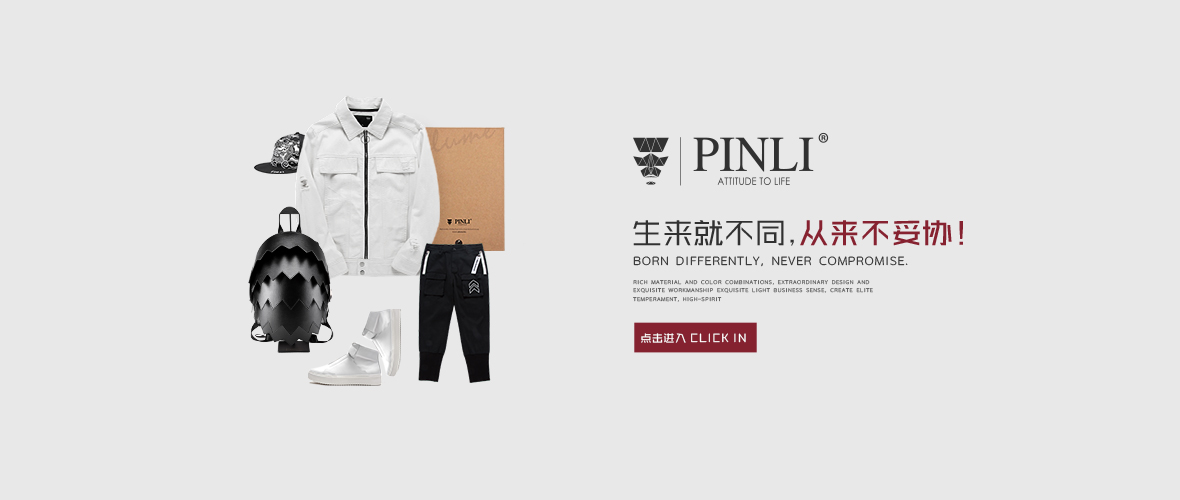 PINLI
PINLI®
ATTITUDE TO LIFE
生来就不同,从来不妥协!
BORN DIFFERENTLY, NEVER COMPROMISE.
RICH MATERIAL AND COLOR COMBINATIONS, EXTRAORDINARY DESIGN AND
EXQUISITE WORKMANSHIP EXQUISITE LIGHT BUSINESS SENSE, CREATE ELITE
TEMPERAMENT, HIGH-SPIRIT
点击进入 CLICK IN